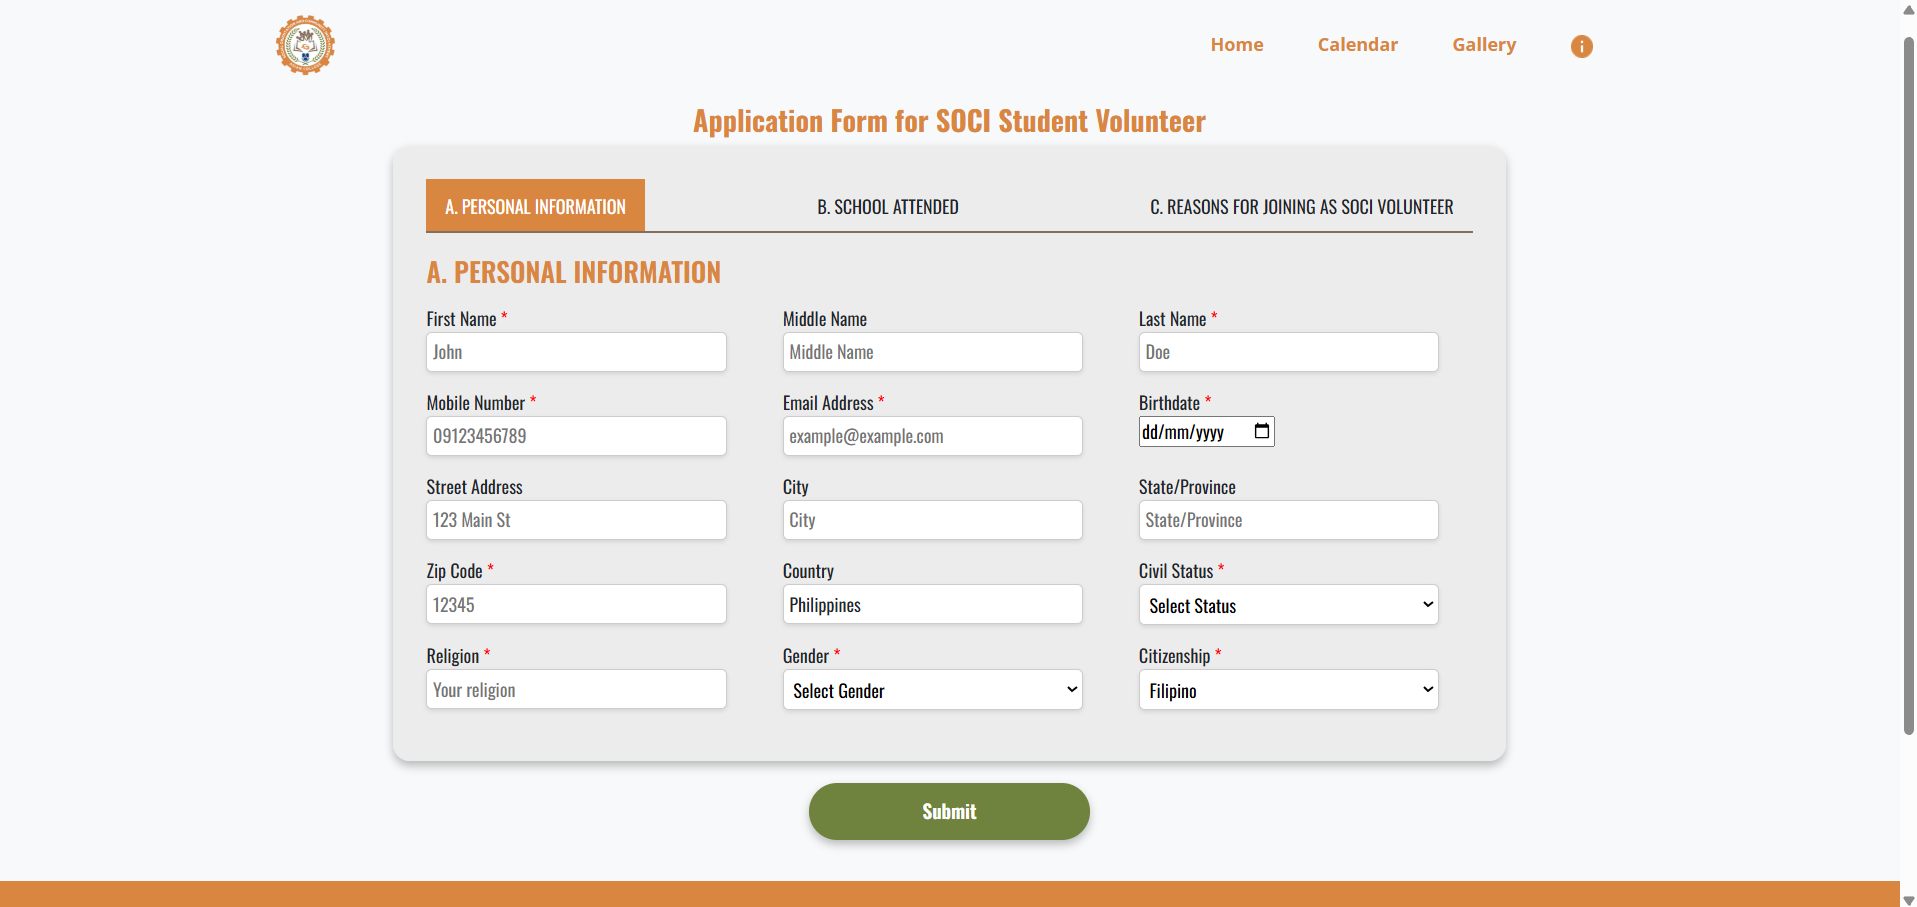 Home Calendar Gallery
Application Form for SOCI Student Volunteer
A. PERSONAL INFORMATION B. SCHOOL ATTENDED C. REASONS FOR JOINING AS SOCI VOLUNTEER
A. PERSONAL INFORMATION
First Name * Middle Name Last Name *
John Middle Name Doe
Mobile Number * Email Address * Birthdate *
09123456789 example@example.com dd/mm/yyyy
Street Address City State/Province
123 Main St City State/Province
Zip Code * Country Civil Status *
12345 Philippines Select Status
Religion * Gender * Citizenship *
Your religion Select Gender Filipino
Submit